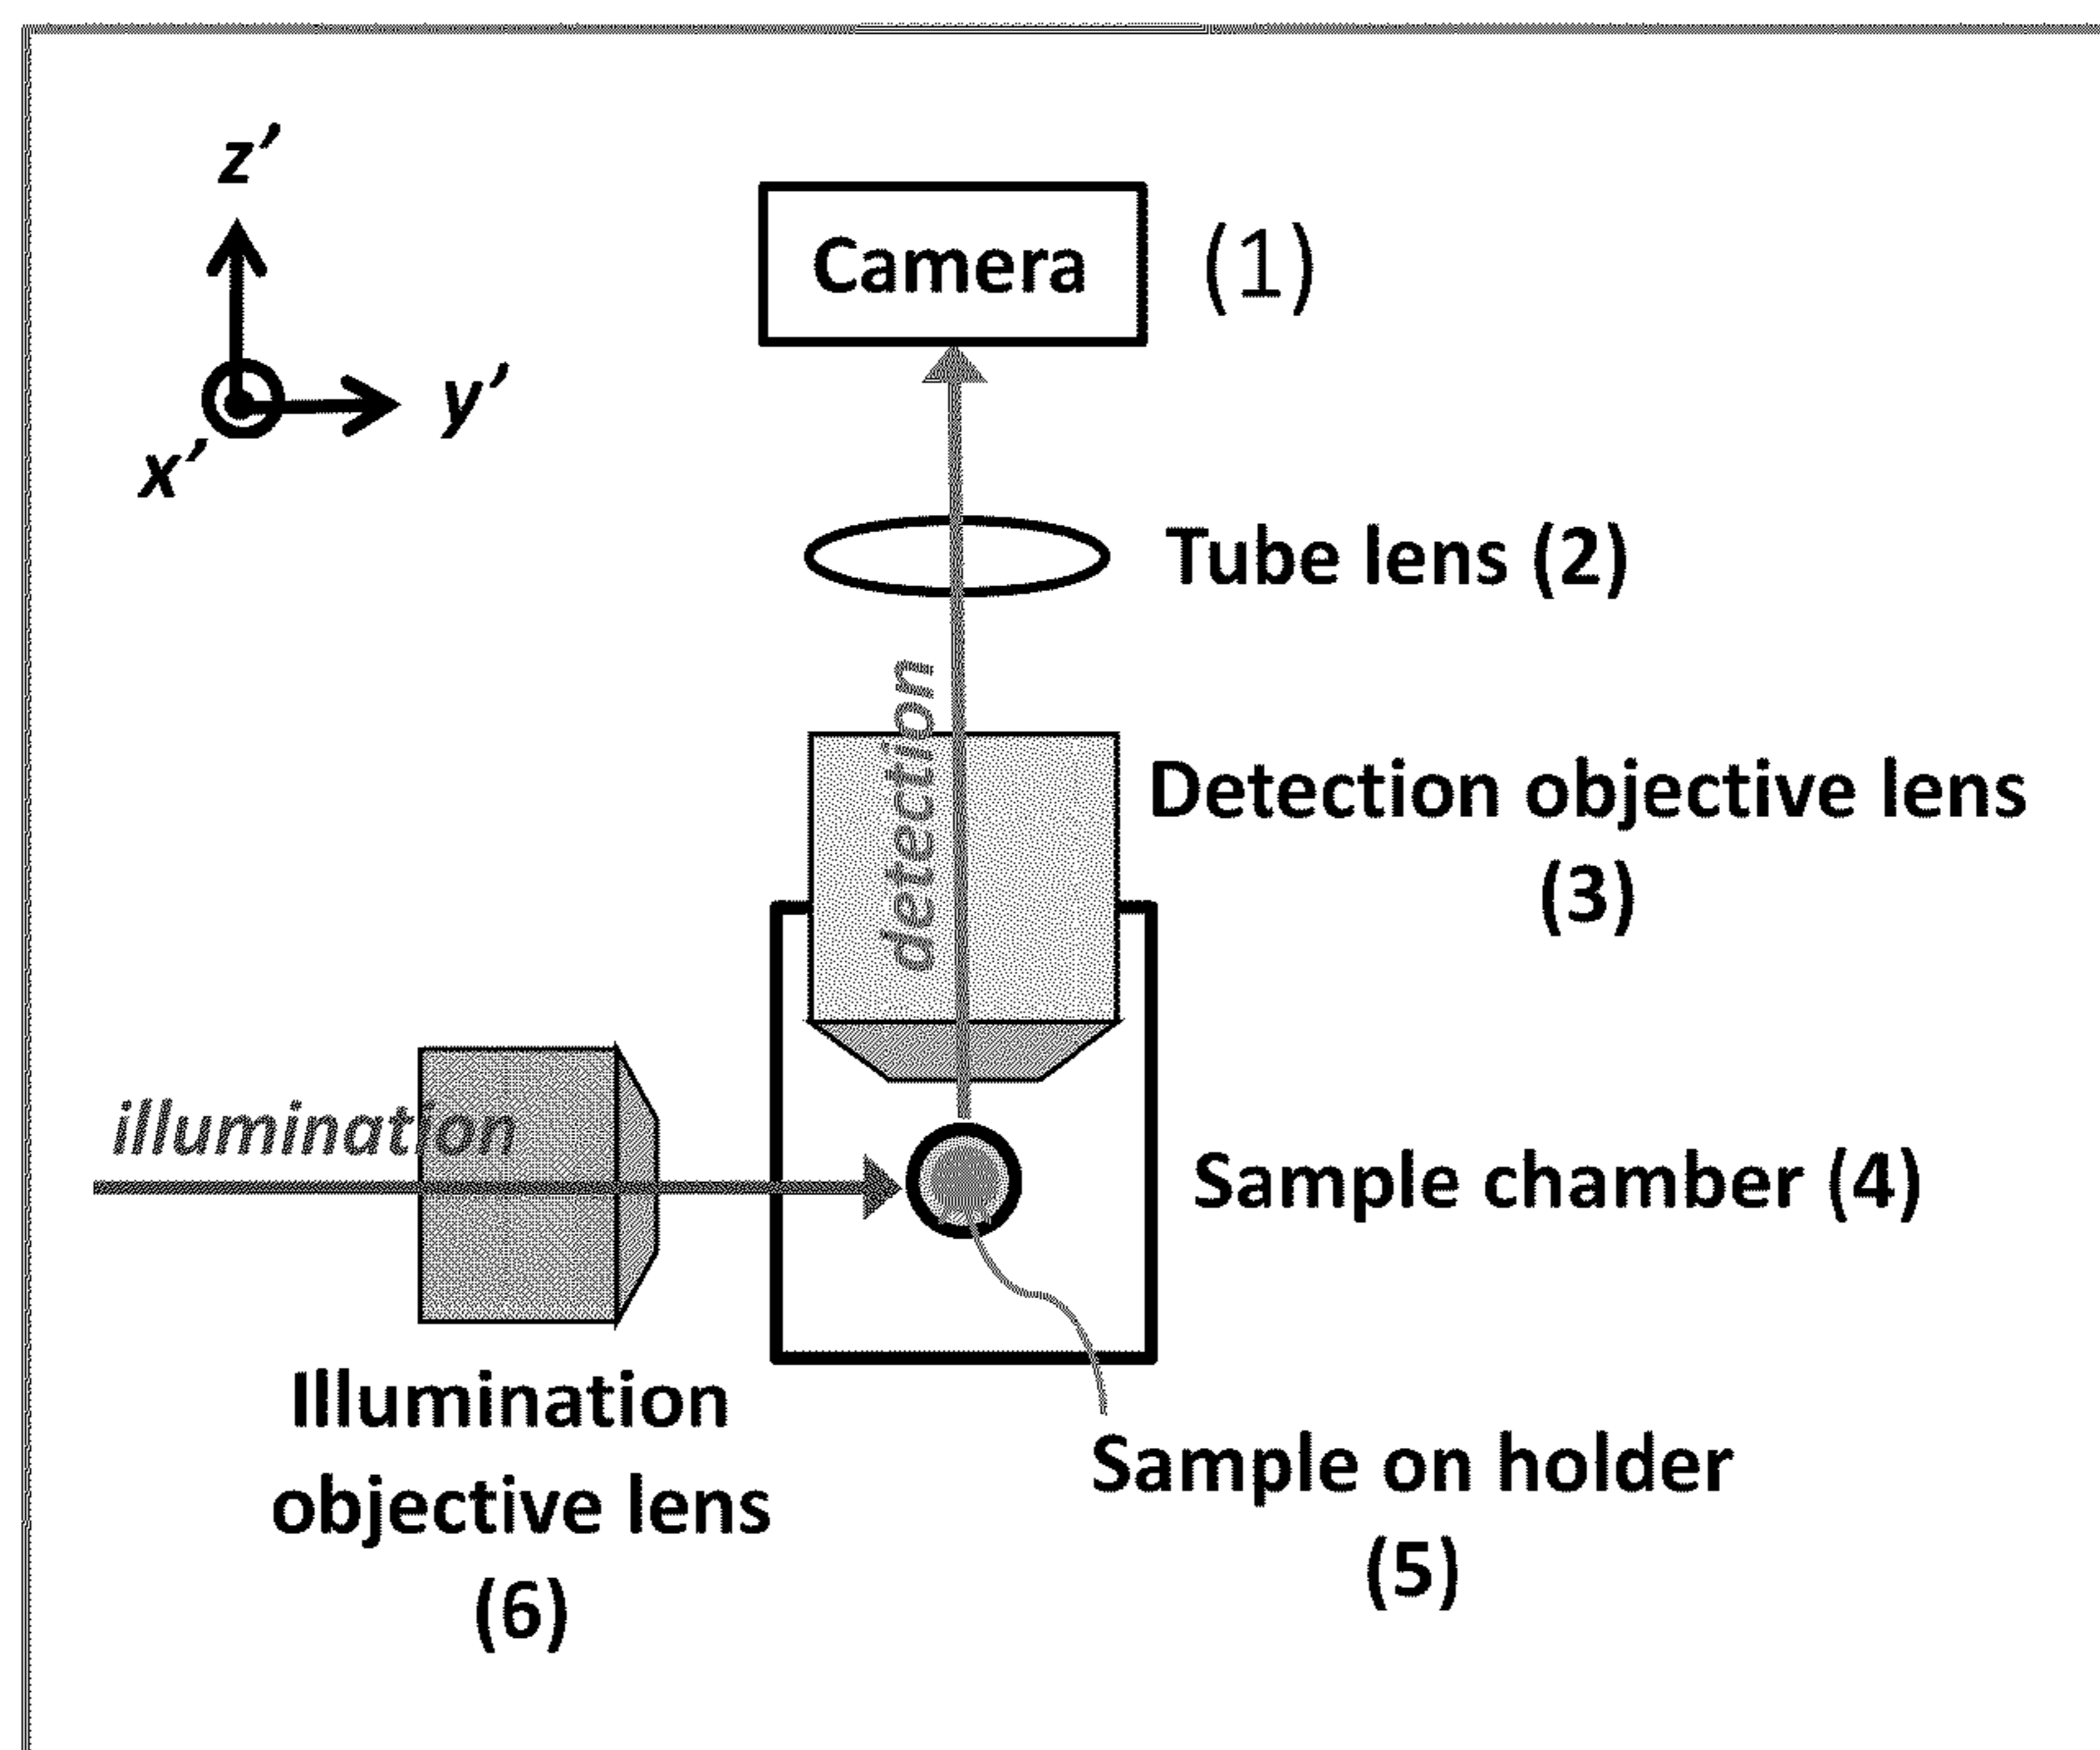 z'
y'
x'
Camera (1)
Tube lens (2)
detection
Detection objective lens
(3)
illumination
Sample chamber (4)
Illumination
objective lens
(6)
Sample on holder
(5)